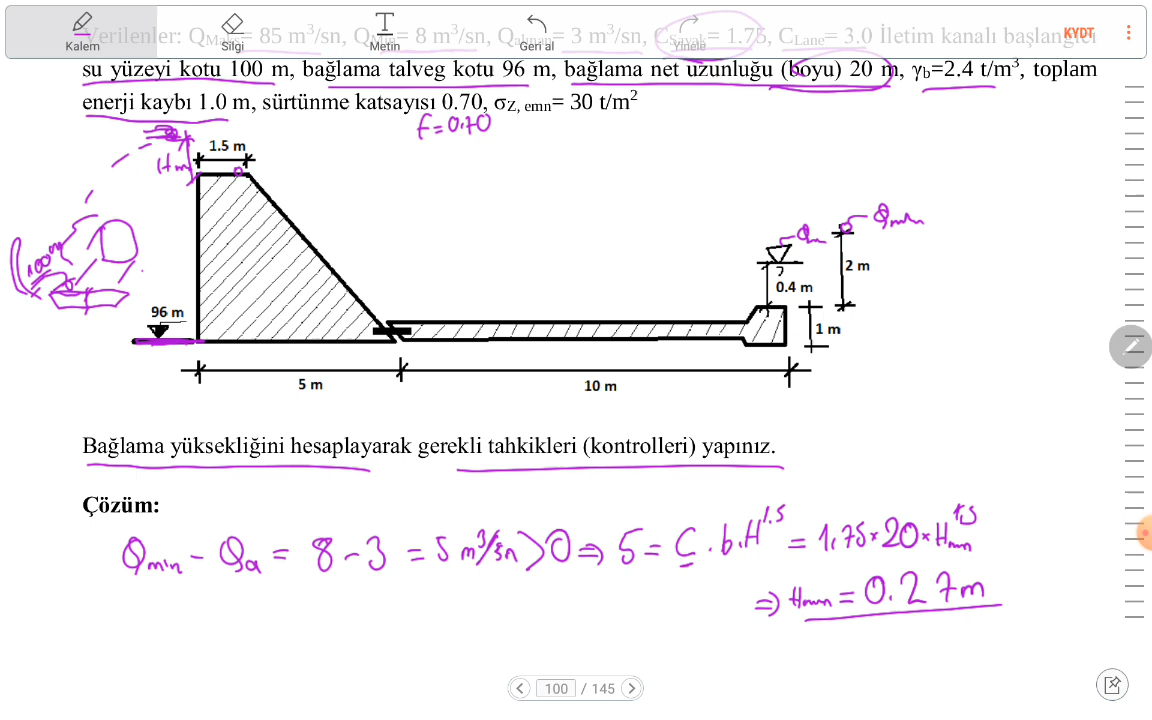 Kalem
Silgi
Metin
Geri al
Yinele
KYDT
Verilenler: QMaks= 85 m³/sn, QMin= 8 m³/sn, Qalınan= 3 m³/sn, CSavak= 1.75, CLane= 3.0 İletim kanalı başlangıcı
su yüzeyi kotu 100 m, bağlama talveg kotu 96 m, bağlama net uzunluğu (boyu) 20 m, γb=2.4 t/m³, toplam
enerji kaybı 1.0 m, sürtünme katsayısı 0.70, σZ, emn= 30 t/m²
f=0.70
Hm
1.5 m
Qmin
Qm
100m
2 m
0.4 m
96 m
1 m
5 m
10 m
Bağlama yüksekliğini hesaplayarak gerekli tahkikleri (kontrolleri) yapınız.
Çözüm:
Qmin - Qa = 8 - 3 = 5 m³/sn > 0 ⇒ 5 = C . b . H^1.5 = 1,75 × 20 × Hmin^1.5
⇒ Hmin = 0.27m
100 / 145